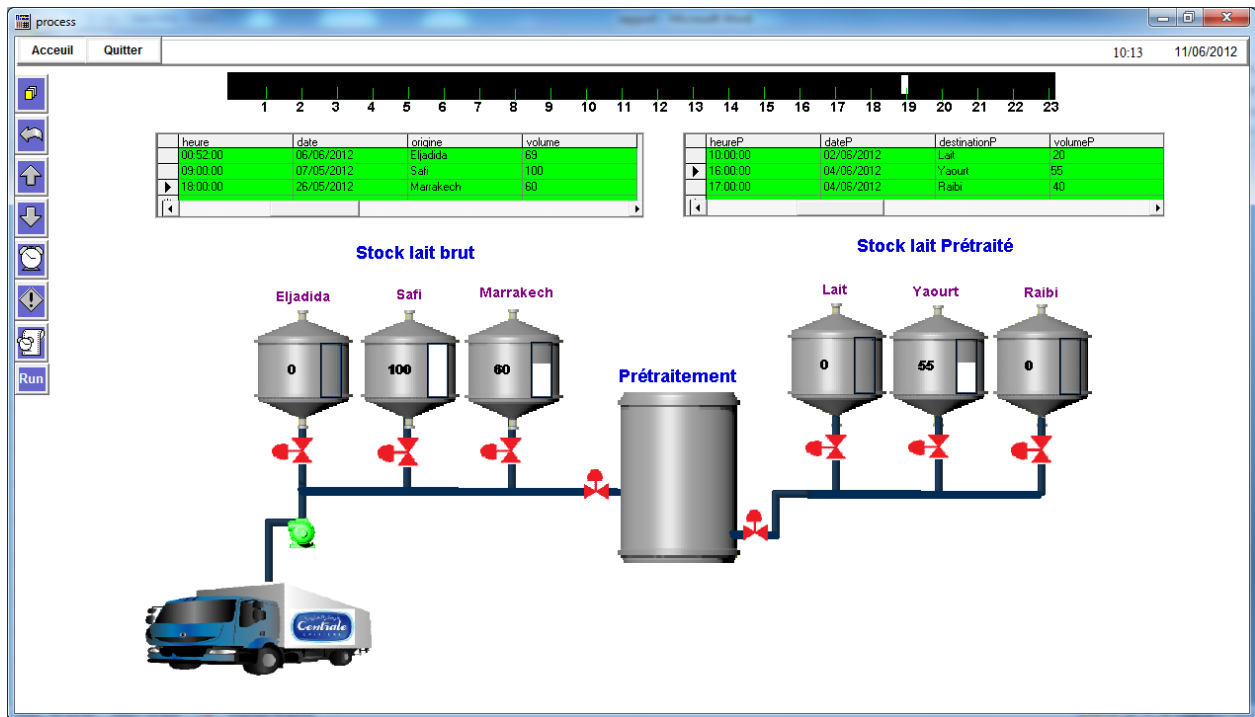 process
Acceuil Quitter 10:13 11/06/2012
1 2 3 4 5 6 7 8 9 10 11 12 13 14 15 16 17 18 19 20 21 22 23
heure date origine volume
00:52:00 06/06/2012 Eljadida 69
09:00:00 07/05/2012 Safi 100
18:00:00 26/05/2012 Marrakech 60
heureP dateP destinationP volumeP
10:00:00 02/06/2012 Lait 20
16:00:00 04/06/2012 Yaourt 55
17:00:00 04/06/2012 Raibi 40
Stock lait brut
Stock lait Prétraité
Eljadida Safi Marrakech
Lait Yaourt Raibi
0 100 60
0 55 0
Run
Prétraitement
Centrale